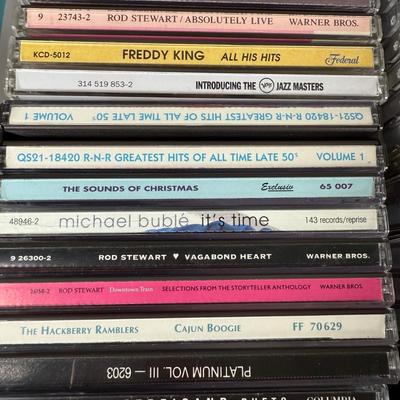 9 23743-2 ROD STEWART / ABSOLUTELY LIVE WARNER BROS.
KCD-5012 FREDDY KING ALL HIS HITS Federal
314 519 853-2 INTRODUCING THE VERVE JAZZ MASTERS
QS21-18420 R-N-R GREATEST HITS OF ALL TIME LATE 50's VOLUME 1
QS21-18420 R-N-R GREATEST HITS OF ALL TIME LATE 50's VOLUME 1
THE SOUNDS OF CHRISTMAS Exclusiv 65 007
48946-2 michael bublé it's time 143 records/reprise
9 26300-2 ROD STEWART ♥ VAGABOND HEART WARNER BROS.
ROD STEWART Downtown Train SELECTIONS FROM THE STORYTELLER ANTHOLOGY WARNER BROS.
THE HACKBERRY RAMBLERS CAJUN BOOGIE FF 70629
PLATINUM VOL. III — 6203
DUETS COLUMBIA